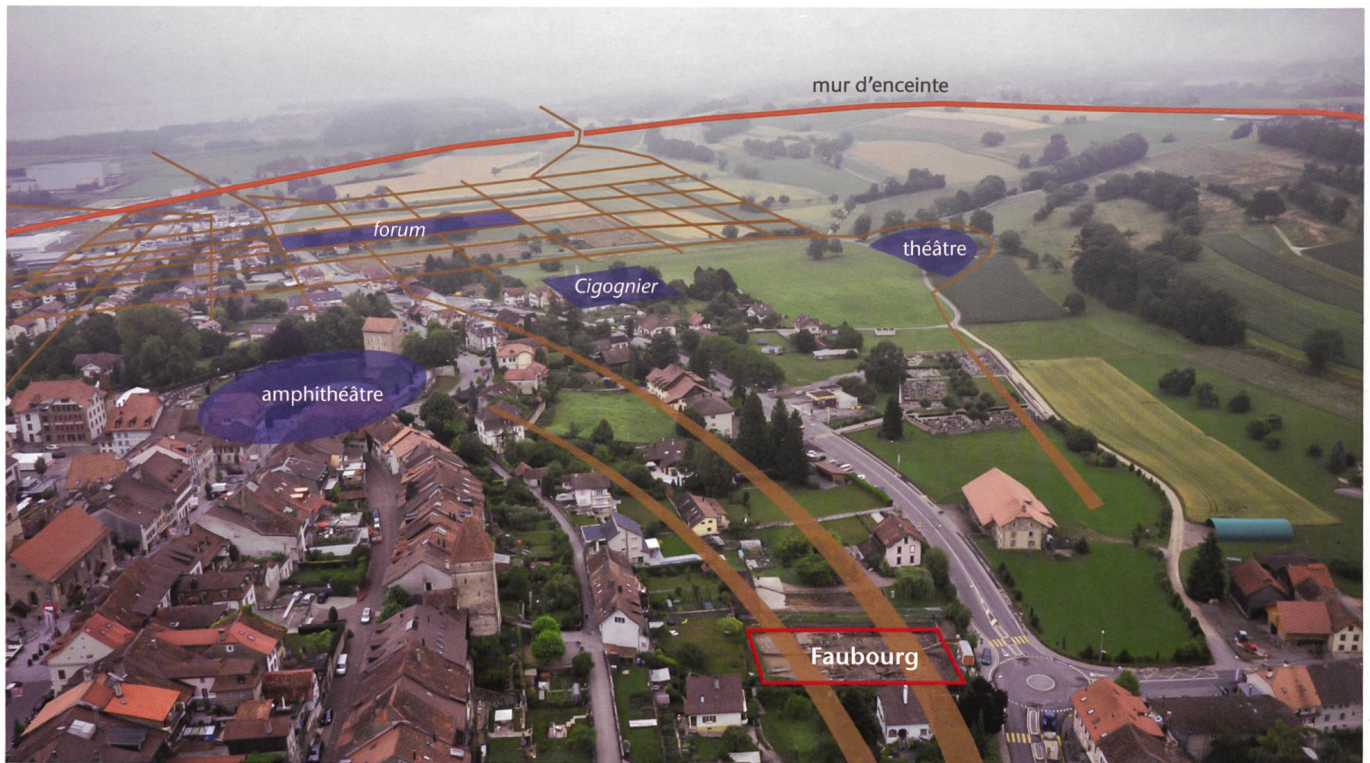 mur d'enceinte
forum
théâtre
Cigognier
amphithéâtre
Faubourg